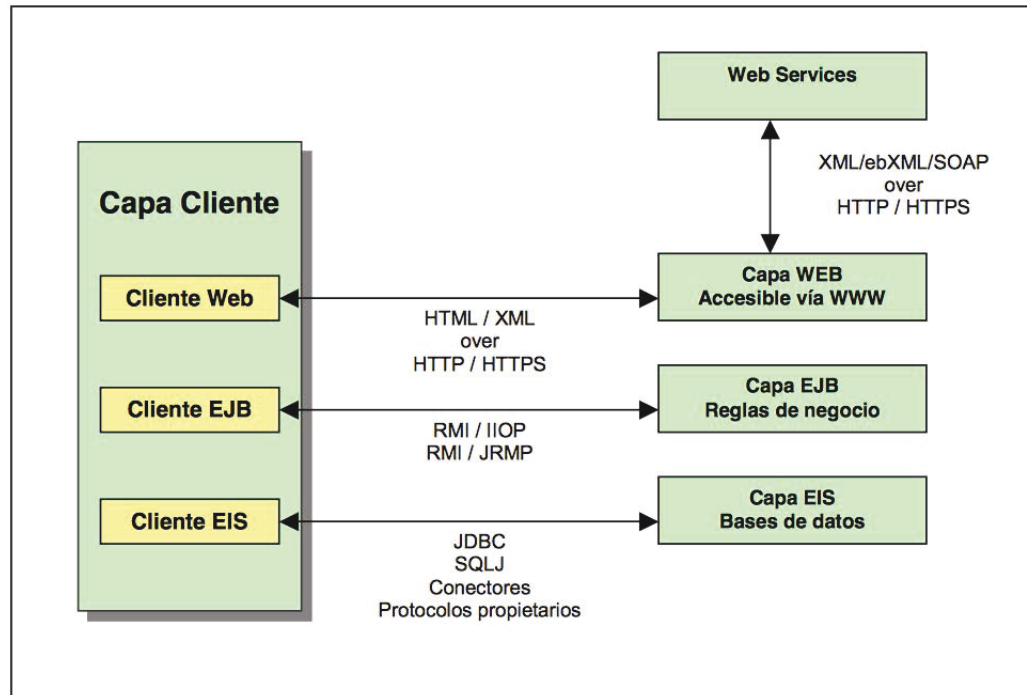 Web Services
XML/ebXML/SOAP
over
HTTP / HTTPS
Capa Cliente
Cliente Web
HTML / XML
over
HTTP / HTTPS
Capa WEB
Accesible vía WWW
Cliente EJB
RMI / IIOP
RMI / JRMP
Capa EJB
Reglas de negocio
Cliente EIS
JDBC
SQLJ
Conectores
Protocolos propietarios
Capa EIS
Bases de datos